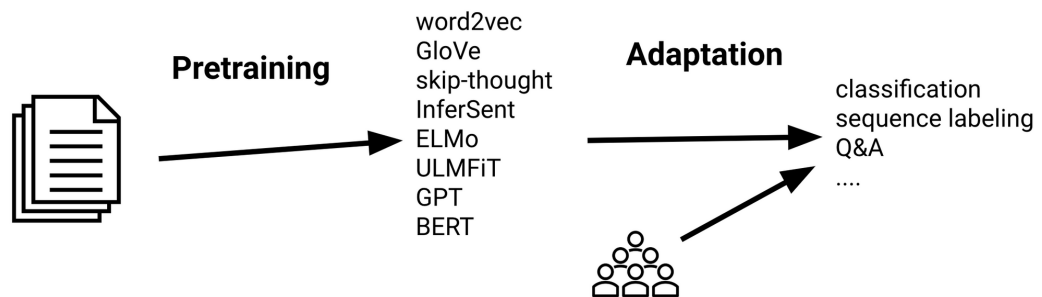 Pretraining
word2vec
GloVe
skip-thought
InferSent
ELMo
ULMFiT
GPT
BERT
Adaptation
classification
sequence labeling
Q&A
....